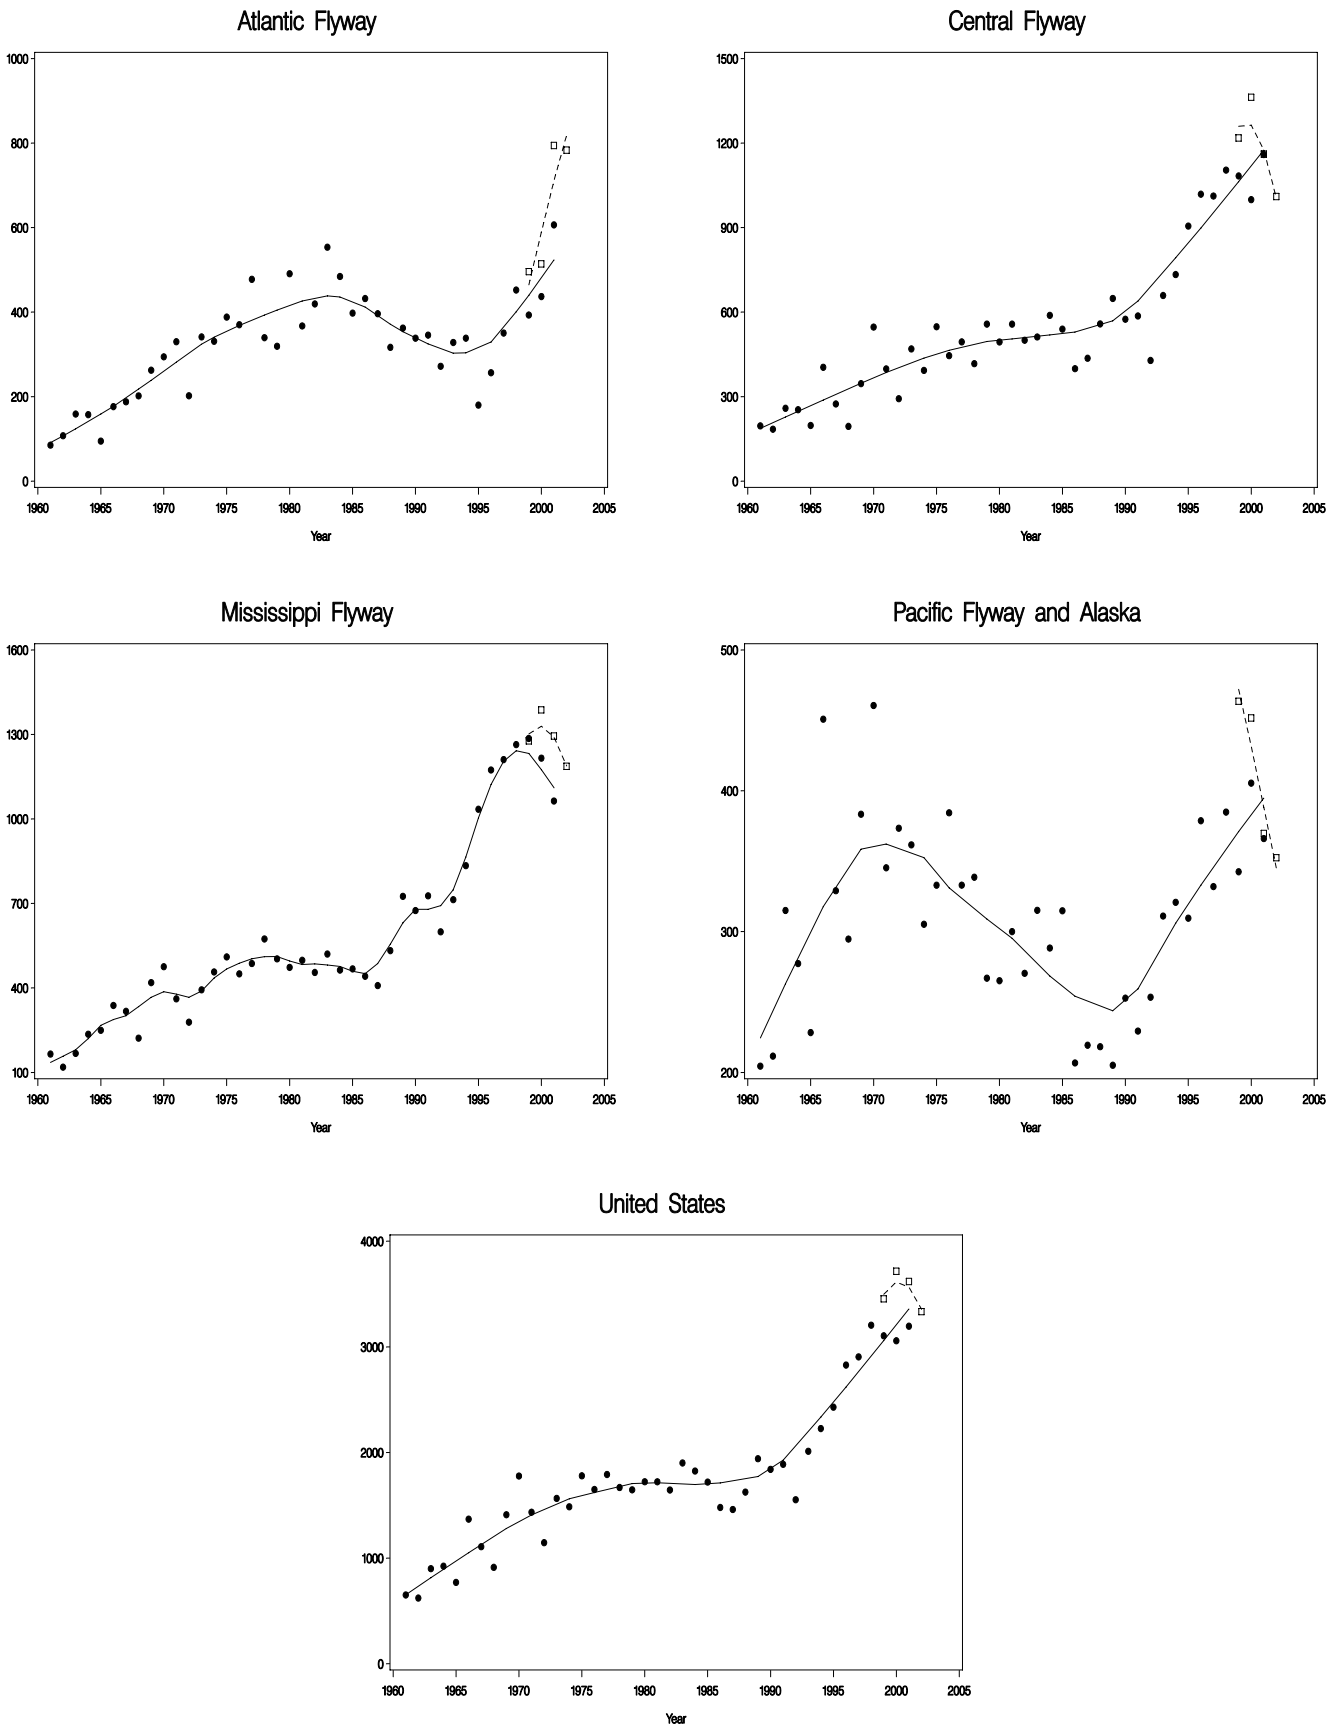 Atlantic Flyway
1000
800
600
400
200
0
1960 1965 1970 1975 1980 1985 1990 1995 2000 2005
Year
Central Flyway
1500
1200
900
600
300
0
1960 1965 1970 1975 1980 1985 1990 1995 2000 2005
Year
Mississippi Flyway
1600
1300
1000
700
400
100
1960 1965 1970 1975 1980 1985 1990 1995 2000 2005
Year
Pacific Flyway and Alaska
500
400
300
200
1960 1965 1970 1975 1980 1985 1990 1995 2000 2005
Year
United States
4000
3000
2000
1000
0
1960 1965 1970 1975 1980 1985 1990 1995 2000 2005
Year